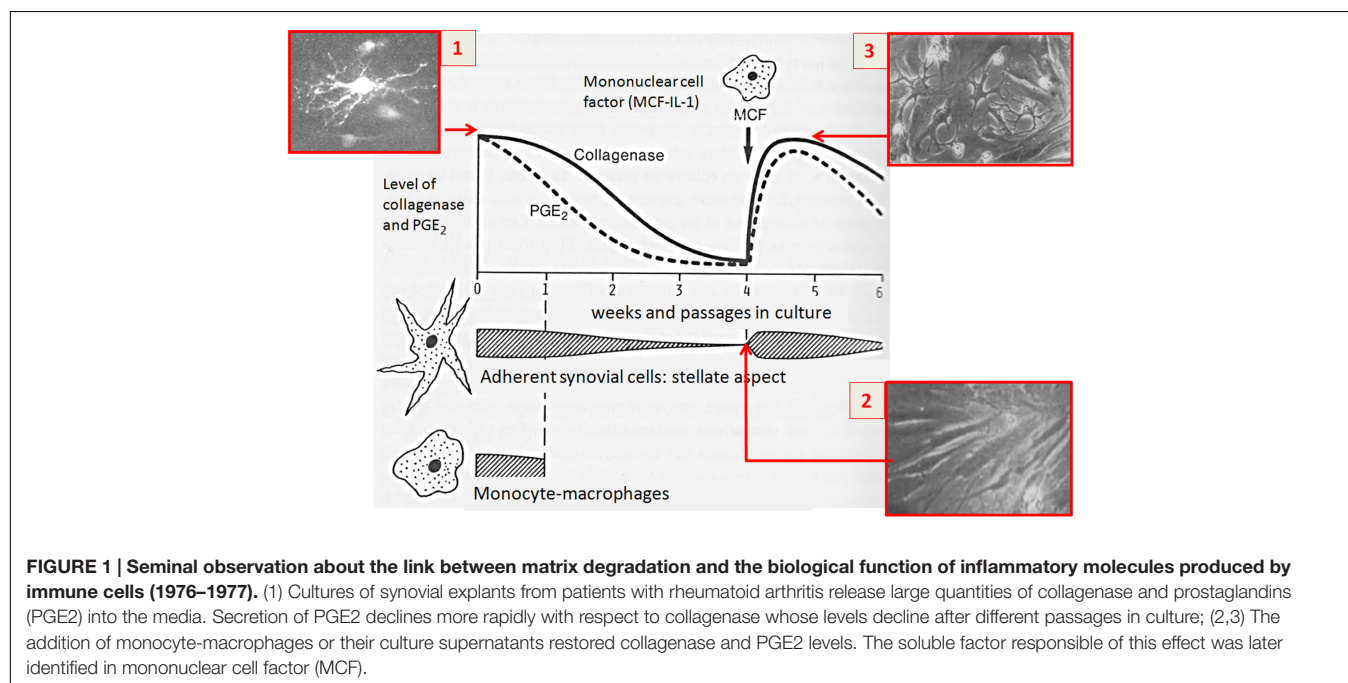 1
3
Mononuclear cell
factor (MCF-IL-1)
MCF
Collagenase
Level of
collagenase
and PGE2
PGE2
0 1 2 3 4 5 6
weeks and passages in culture
Adherent synovial cells: stellate aspect
2
Monocyte-macrophages
FIGURE 1 | Seminal observation about the link between matrix degradation and the biological function of inflammatory molecules produced by
immune cells (1976–1977). (1) Cultures of synovial explants from patients with rheumatoid arthritis release large quantities of collagenase and prostaglandins
(PGE2) into the media. Secretion of PGE2 declines more rapidly with respect to collagenase whose levels decline after different passages in culture; (2,3) The
addition of monocyte-macrophages or their culture supernatants restored collagenase and PGE2 levels. The soluble factor responsible of this effect was later
identified in mononuclear cell factor (MCF).